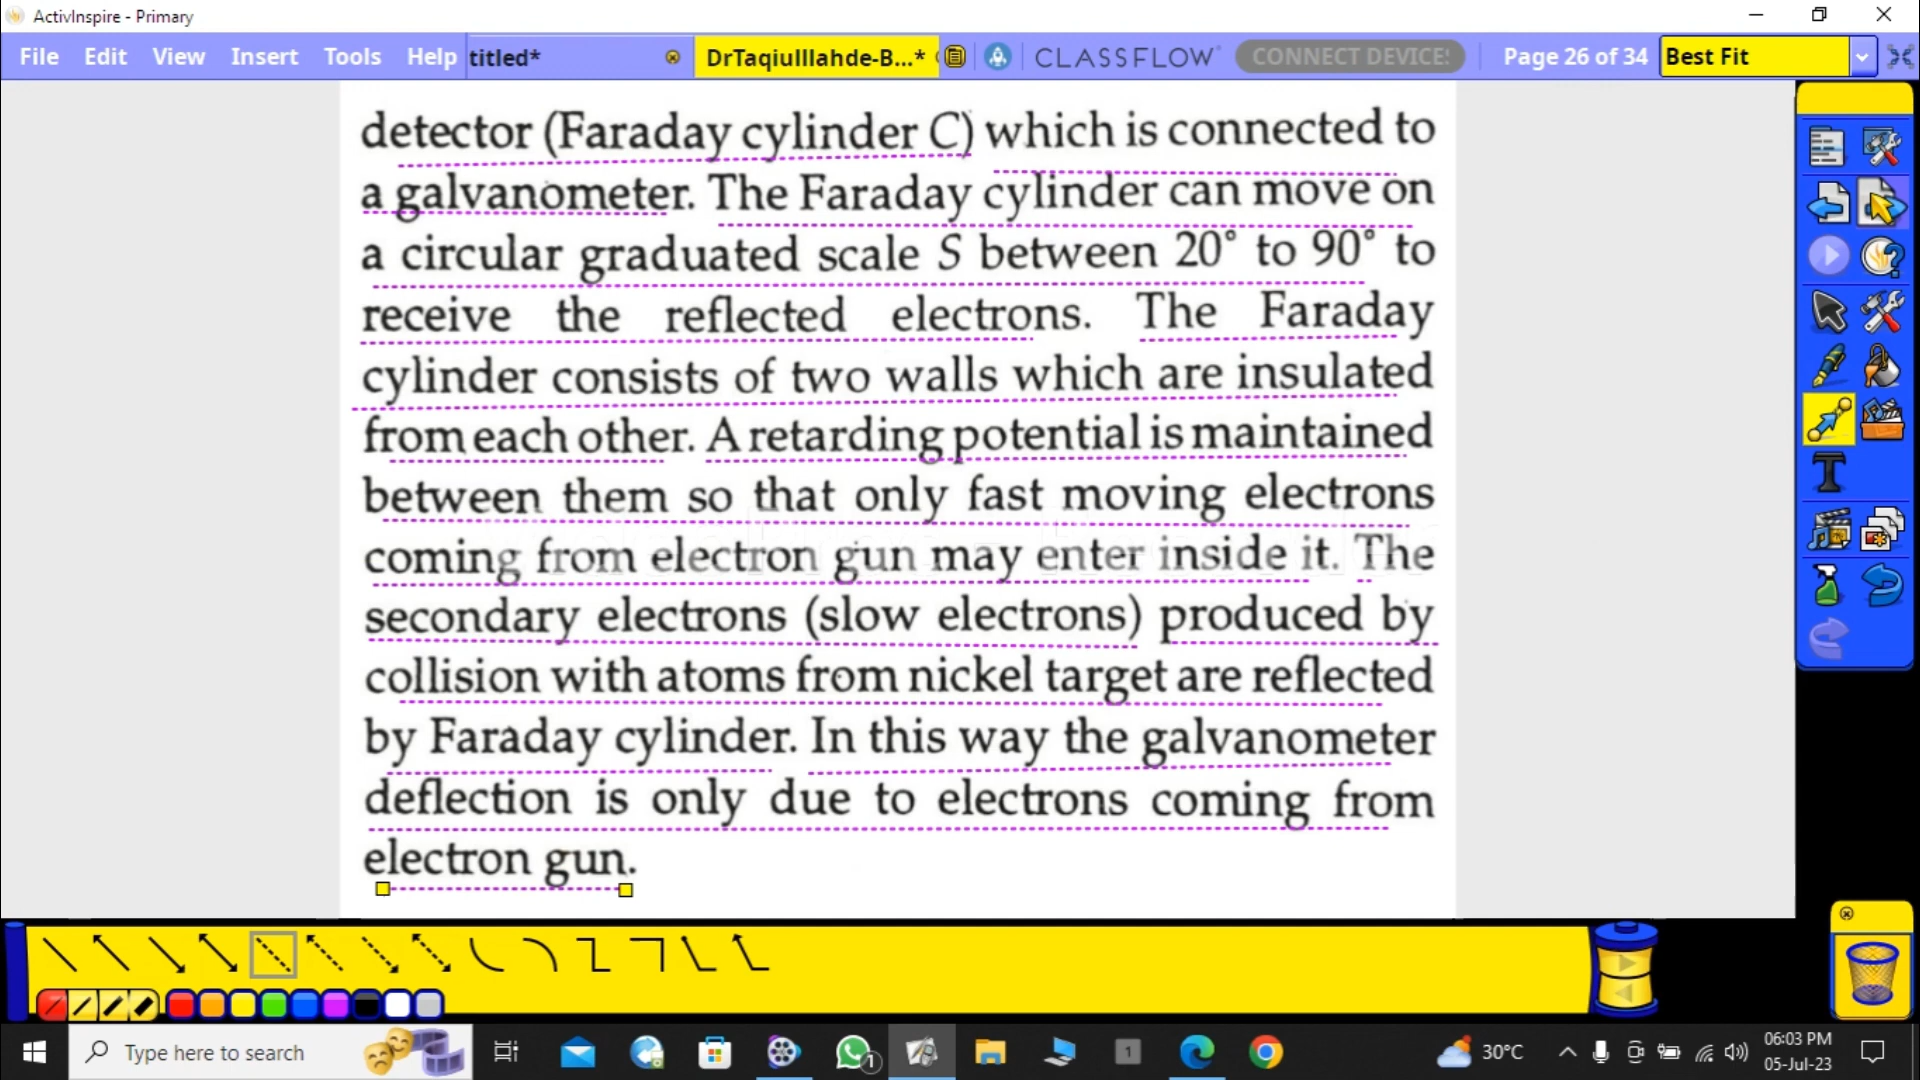 ActivInspire - Primary
File Edit View Insert Tools Help titled* DrTaqiulllahde-B...* CLASSFLOW CONNECT DEVICES Page 26 of 34 Best Fit
detector (Faraday cylinder C) which is connected to
a galvanometer. The Faraday cylinder can move on
a circular graduated scale S between 20° to 90° to
receive the reflected electrons. The Faraday
cylinder consists of two walls which are insulated
from each other. A retarding potential is maintained
between them so that only fast moving electrons
coming from electron gun may enter inside it. The
secondary electrons (slow electrons) produced by
collision with atoms from nickel target are reflected
by Faraday cylinder. In this way the galvanometer
deflection is only due to electrons coming from
electron gun.
Type here to search
1
1
30°C
06:03 PM
05-Jul-23